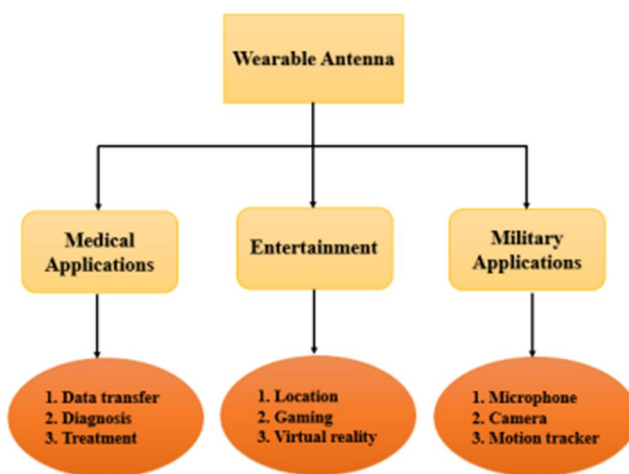 Wearable Antenna
Medical
Applications
Entertainment
Military
Applications
1. Data transfer
2. Diagnosis
3. Treatment
1. Location
2. Gaming
3. Virtual reality
1. Microphone
2. Camera
3. Motion tracker